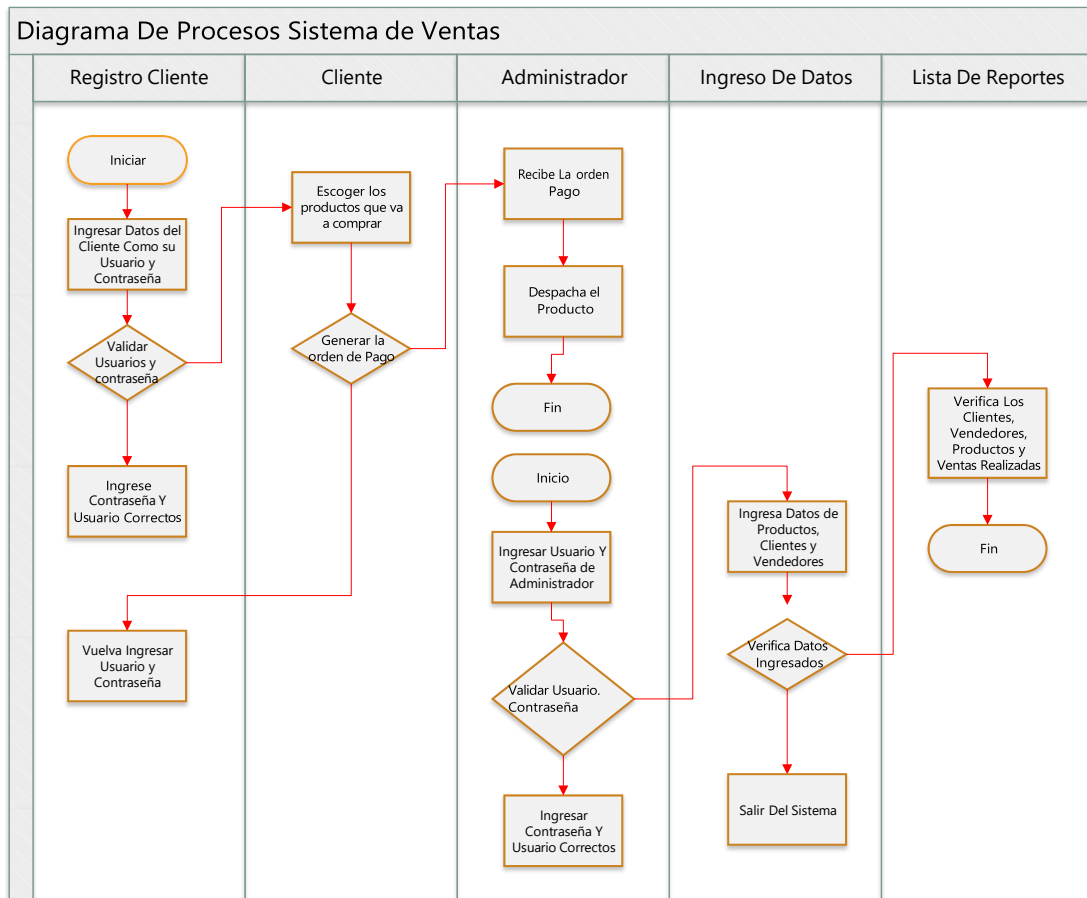 Diagrama De Procesos Sistema de Ventas
Registro Cliente
Cliente
Administrador
Ingreso De Datos
Lista De Reportes
Iniciar
Ingresar Datos del
Cliente Como su
Usuario y
Contraseña
Validar
Usuarios y
contraseña
Ingrese
Contraseña Y
Usuario Correctos
Vuelva Ingresar
Usuario y
Contraseña
Escoger los
productos que va
a comprar
Generar la
orden de Pago
Recibe La orden
Pago
Despacha el
Producto
Fin
Inicio
Ingresar Usuario Y
Contraseña de
Administrador
Validar Usuario.
Contraseña
Ingresar
Contraseña Y
Usuario Correctos
Ingresa Datos de
Productos,
Clientes y
Vendedores
Verifica Datos
Ingresados
Salir Del Sistema
Verifica Los
Clientes,
Vendedores,
Productos y
Ventas Realizadas
Fin